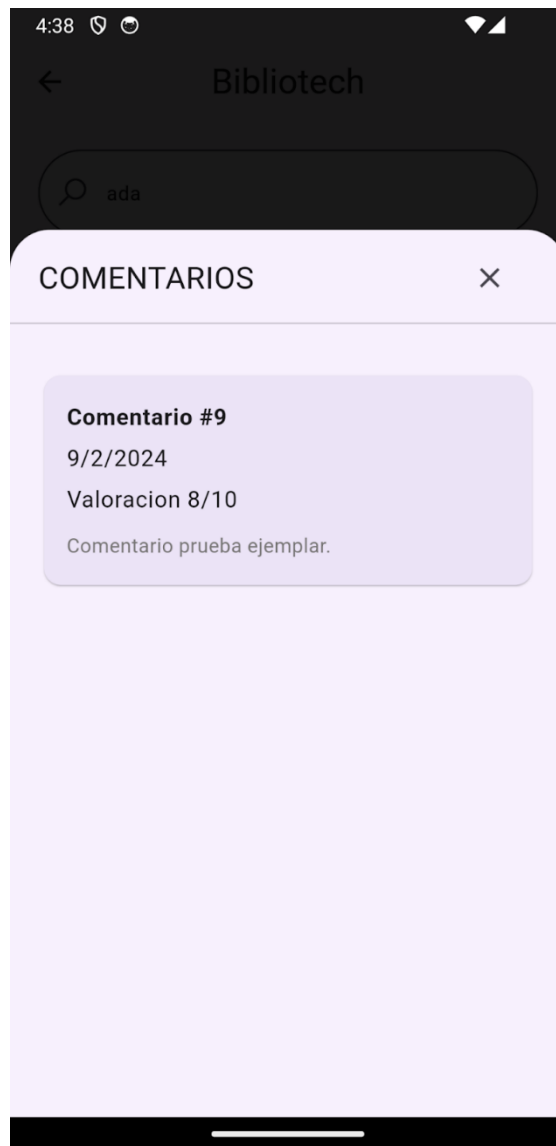 4:38
Bibliotech
ada
COMENTARIOS
Comentario #9
9/2/2024
Valoracion 8/10
Comentario prueba ejemplar.